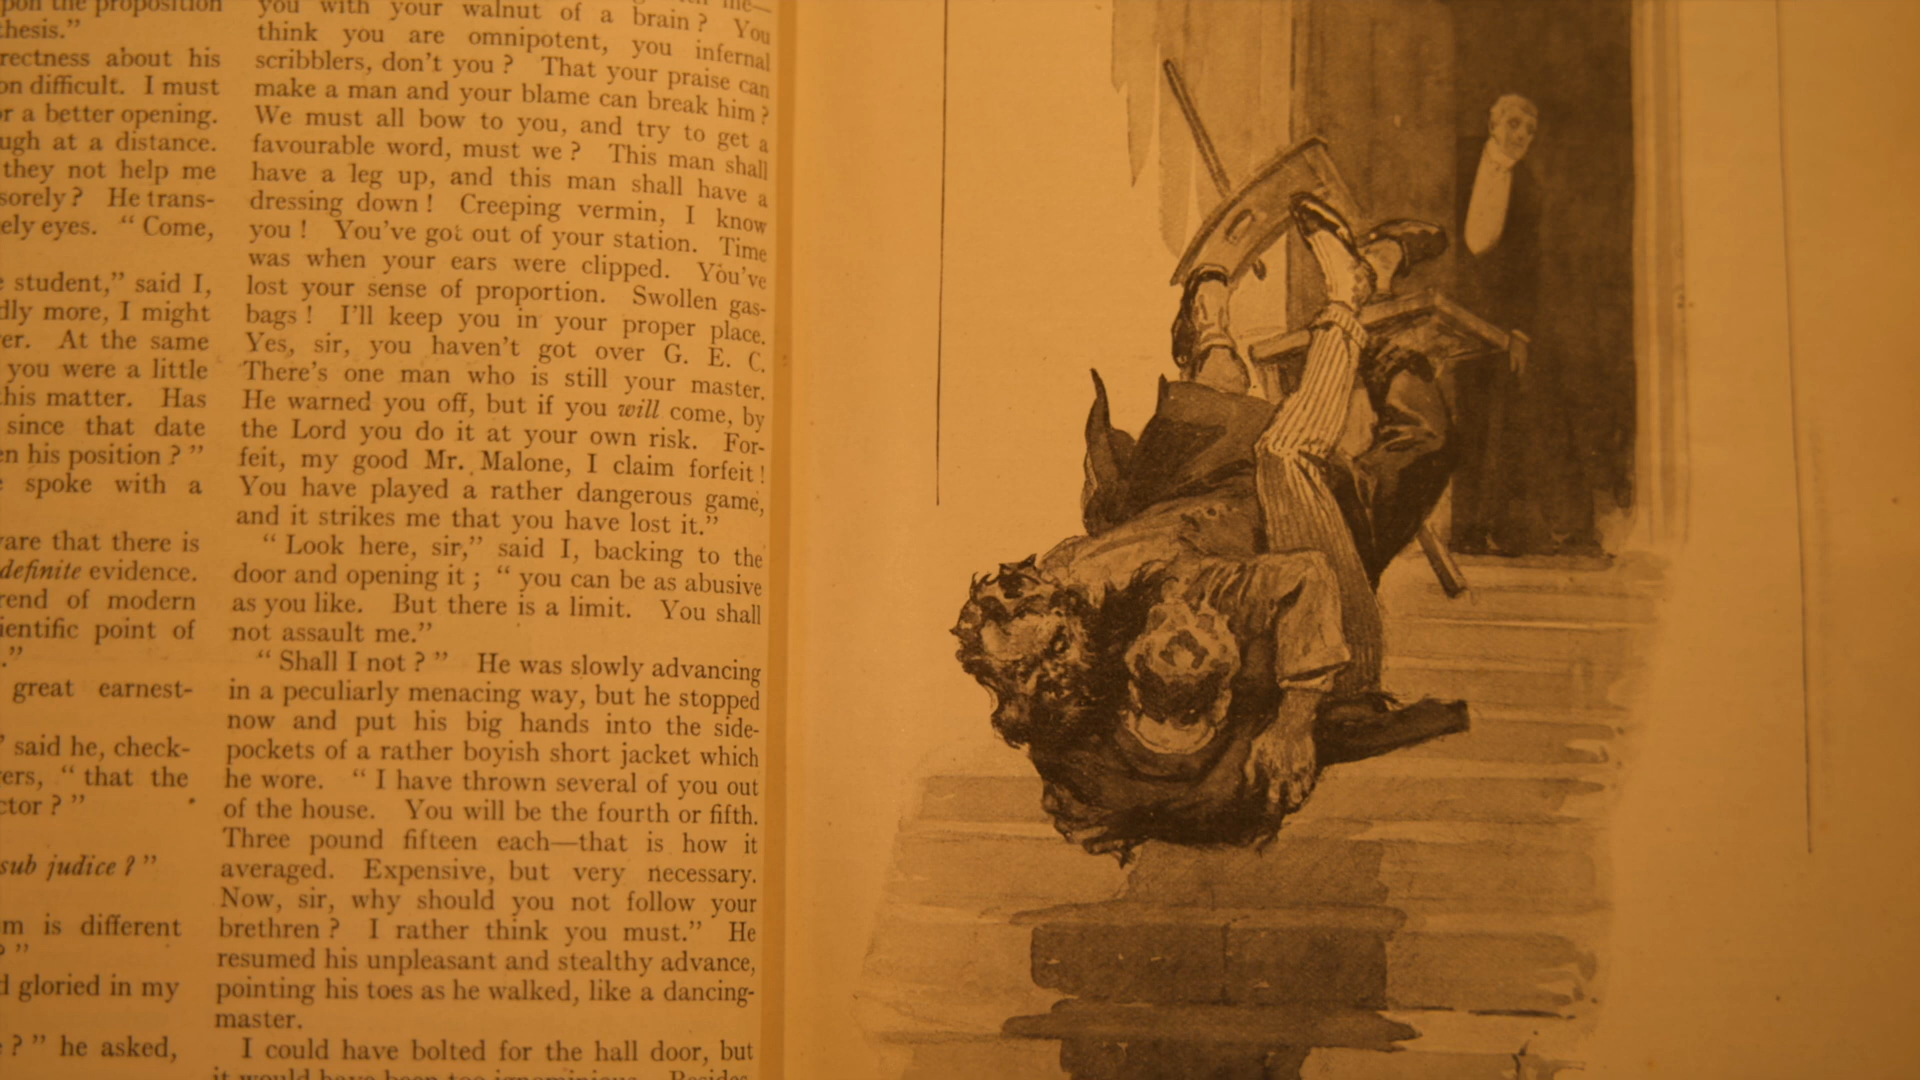 pon the proposition
thesis.”
rectness about his
on difficult. I must
or a better opening.
ugh at a distance.
they not help me
sorely? He trans-
ely eyes. “Come,
student,” said I,
dly more, I might
er. At the same
you were a little
his matter. Has
since that date
en his position?”
spoke with a
are that there is
definite evidence.
rend of modern
ientific point of
.”
great earnest-
said he, check-
ers, “that the
ctor?”
sub judice?”
m is different
?”
d gloried in my
?” he asked,
you with your walnut of a brain? You
think you are omnipotent, you infernal
scribblers, don't you? That your praise can
make a man and your blame can break him?
We must all bow to you, and try to get a
favourable word, must we? This man shall
have a leg up, and this man shall have a
dressing down! Creeping vermin, I know
you! You've got out of your station. Time
was when your ears were clipped. You've
lost your sense of proportion. Swollen gas-
bags! I'll keep you in your proper place.
Yes, sir, you haven't got over G. E. C.
There's one man who is still your master.
He warned you off, but if you will come, by
the Lord you do it at your own risk. For-
feit, my good Mr. Malone, I claim forfeit!
You have played a rather dangerous game,
and it strikes me that you have lost it.”
“Look here, sir,” said I, backing to the
door and opening it; “you can be as abusive
as you like. But there is a limit. You shall
not assault me.”
“Shall I not?” He was slowly advancing
in a peculiarly menacing way, but he stopped
now and put his big hands into the side-
pockets of a rather boyish short jacket which
he wore. “I have thrown several of you out
of the house. You will be the fourth or fifth.
Three pound fifteen each—that is how it
averaged. Expensive, but very necessary.
Now, sir, why should you not follow your
brethren? I rather think you must.” He
resumed his unpleasant and stealthy advance,
pointing his toes as he walked, like a dancing-
master.
I could have bolted for the hall door, but
it would have been too ignominious. Besides,